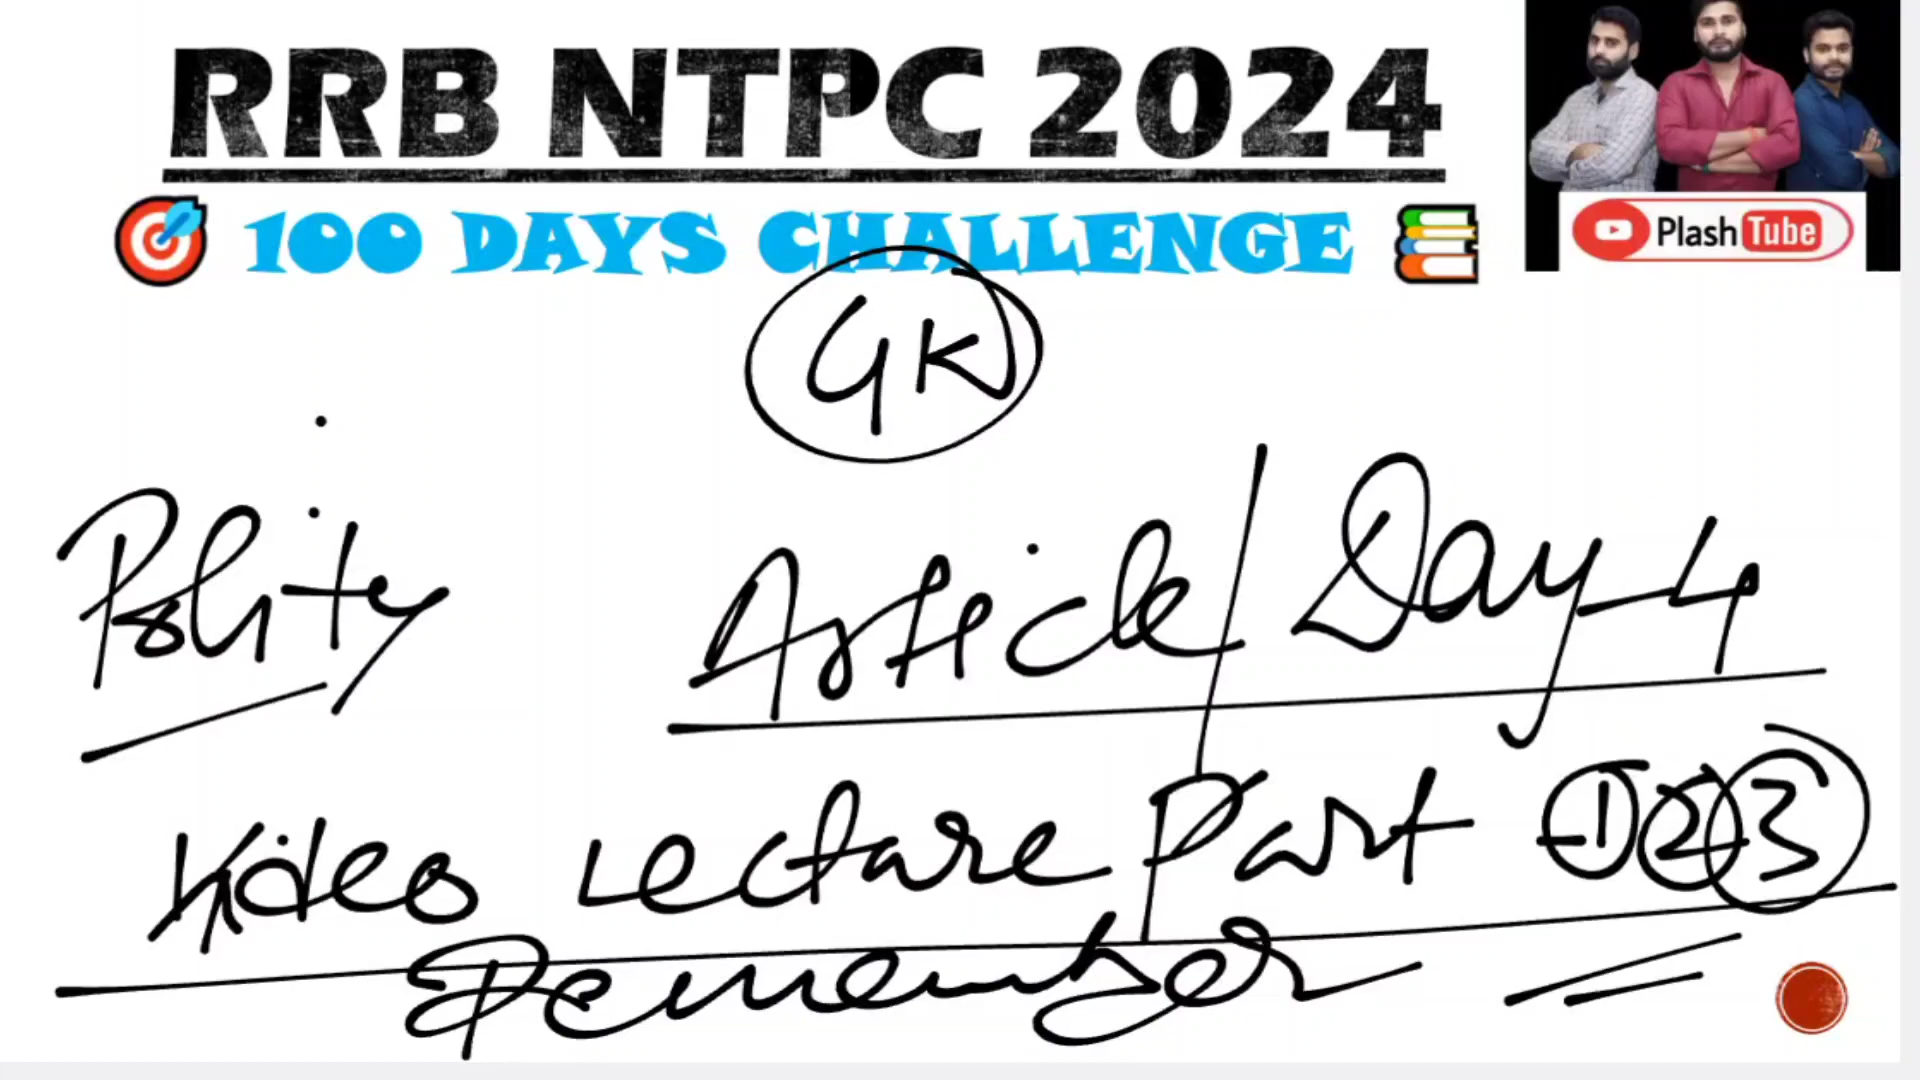 RRB NTPC 2024
100 DAYS CHALLENGE
Plash Tube
GK
Polity Article / Day-4
Video Lecture Part 1 2 3
Remember